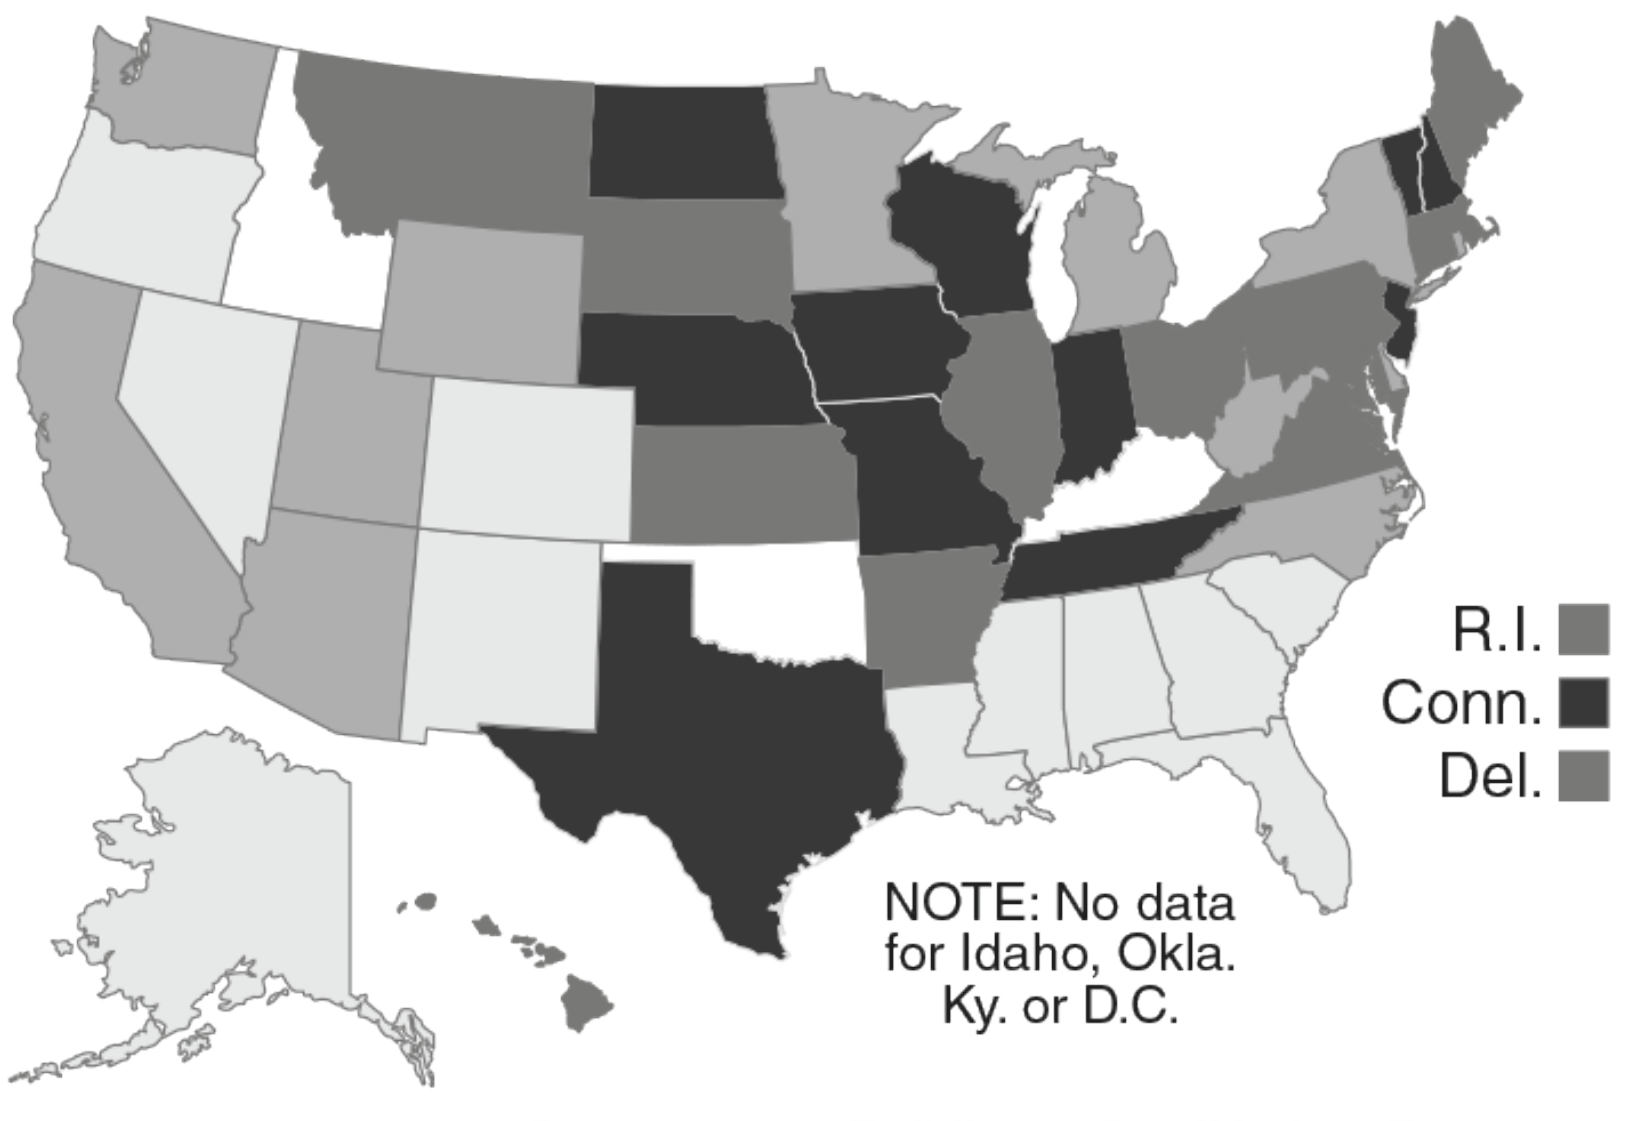 R.I.
Conn.
Del.
NOTE: No data
for Idaho, Okla.
Ky. or D.C.